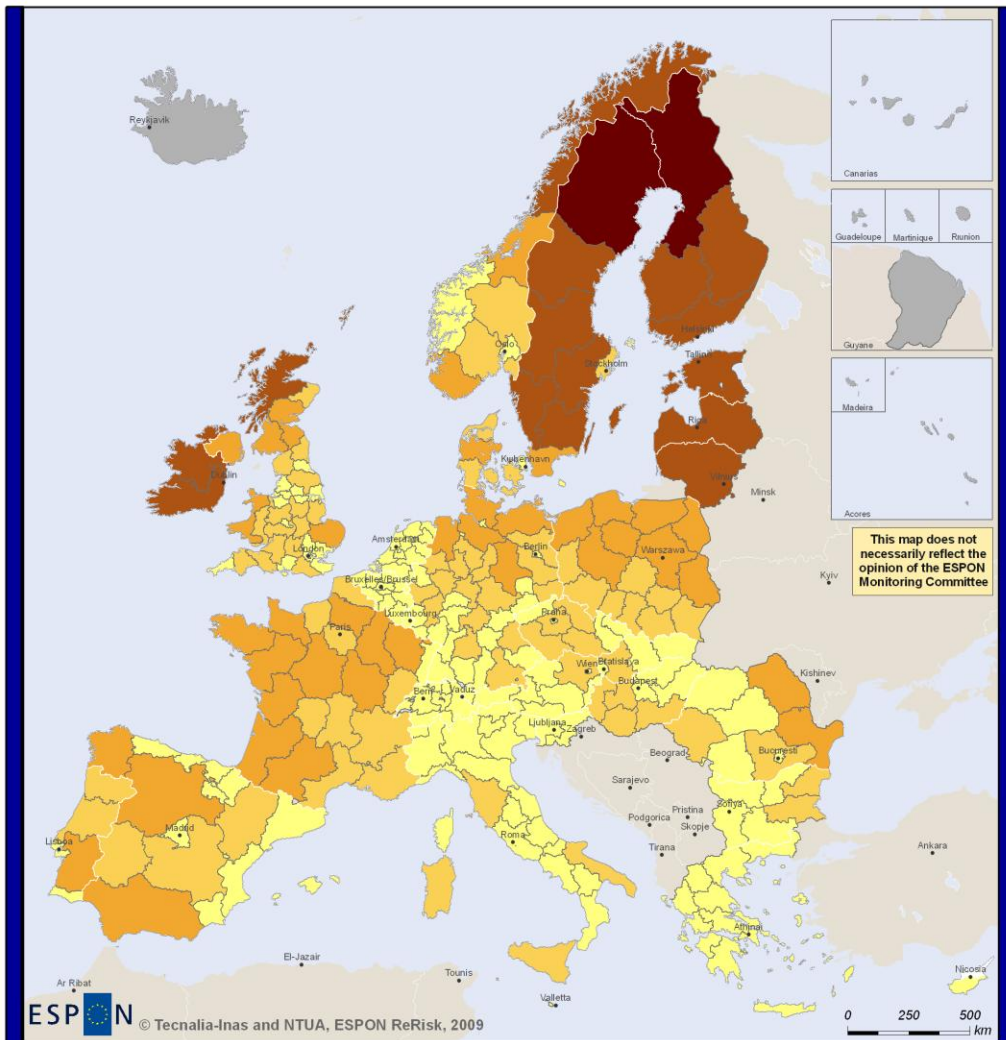 Reykjavik
Canarias
Guadeloupe
Martinique
Riunion
Guyane
Madeira
Acores
This map does not
necessarily reflect the
opinion of the ESPON
Monitoring Committee
Oslo
Helsinki
Tallinn
Stockholm
Riga
Dublin
København
Vilnius
Minsk
London
Amsterdam
Berlin
Warszawa
Bruxelles/Brussel
Kyiv
Luxembourg
Praha
Paris
Wien
Bratislava
Kishinev
Bern
Vaduz
Budapest
Ljubljana
Zagreb
Beograd
Bucuresti
Sarajevo
Pristina
Sofiya
Podgorica
Skopje
Madrid
Lisboa
Roma
Tirana
Ankara
Athinai
El-Jazair
Tounis
Nicosia
Ar Ribat
Valletta
ESPON
© Tecnalia-Inas and NTUA, ESPON ReRisk, 2009
0 250 500
km